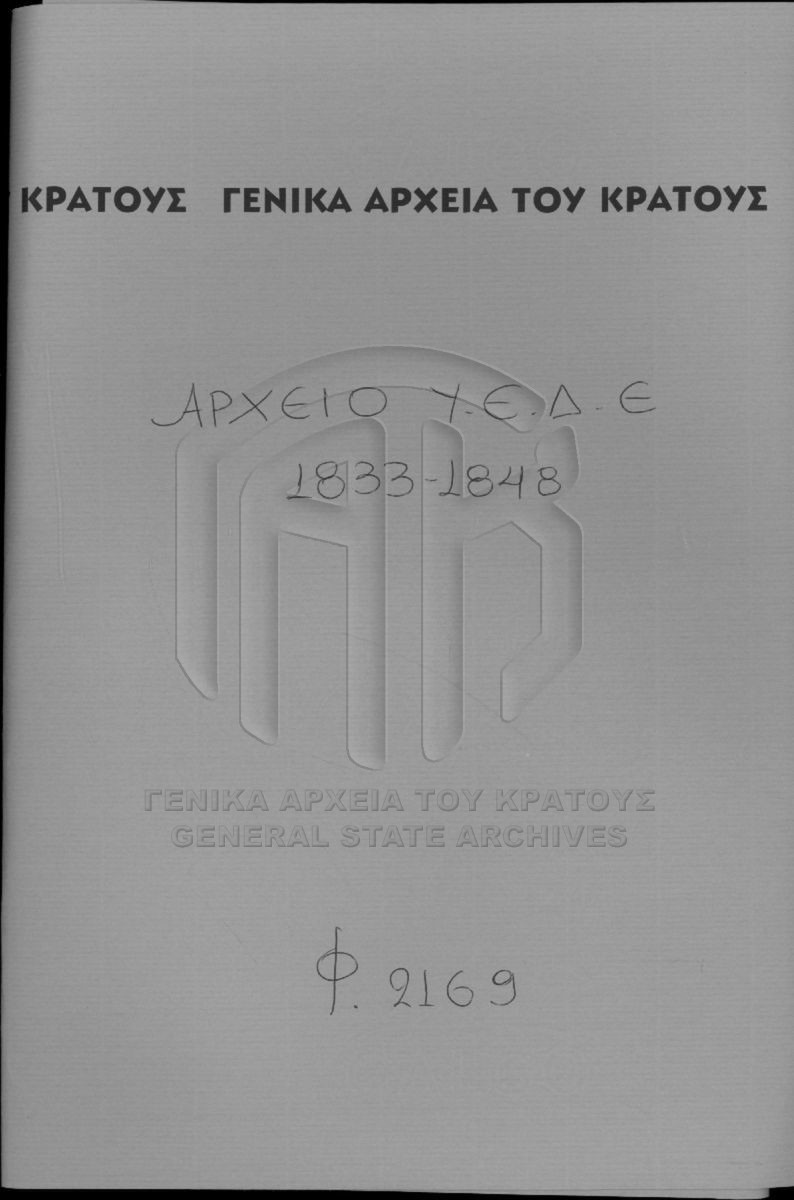 ΚΡΑΤΟΥΣ ΓΕΝΙΚΑ ΑΡΧΕΙΑ ΤΟΥ ΚΡΑΤΟΥΣ
ΑΡΧΕΙΟ Υ.Ε.Δ.Ε
1833-1848
ΓΕΝΙΚΑ ΑΡΧΕΙΑ ΤΟΥ ΚΡΑΤΟΥΣ
GENERAL STATE ARCHIVES
Φ. 2169